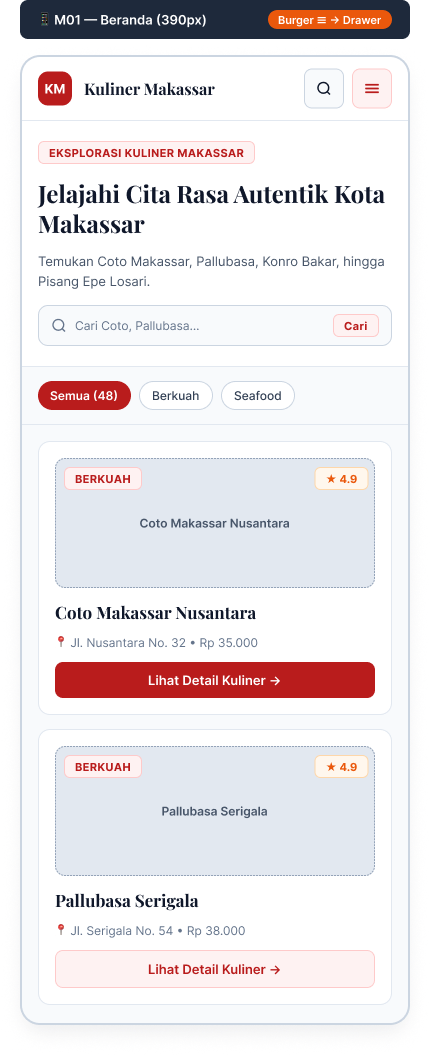 📱 M01 — Beranda (390px)
Burger ≡ → Drawer
KM
Kuliner Makassar
EKSPLORASI KULINER MAKASSAR
Jelajahi Cita Rasa Autentik Kota
Makassar
Temukan Coto Makassar, Pallubasa, Konro Bakar, hingga
Pisang Epe Losari.
Cari Coto, Pallubasa...
Cari
Semua (48)
Berkuah
Seafood
BERKUAH
★ 4.9
Coto Makassar Nusantara
Coto Makassar Nusantara
📍 Jl. Nusantara No. 32 • Rp 35.000
Lihat Detail Kuliner →
BERKUAH
★ 4.9
Pallubasa Serigala
Pallubasa Serigala
📍 Jl. Serigala No. 54 • Rp 38.000
Lihat Detail Kuliner →